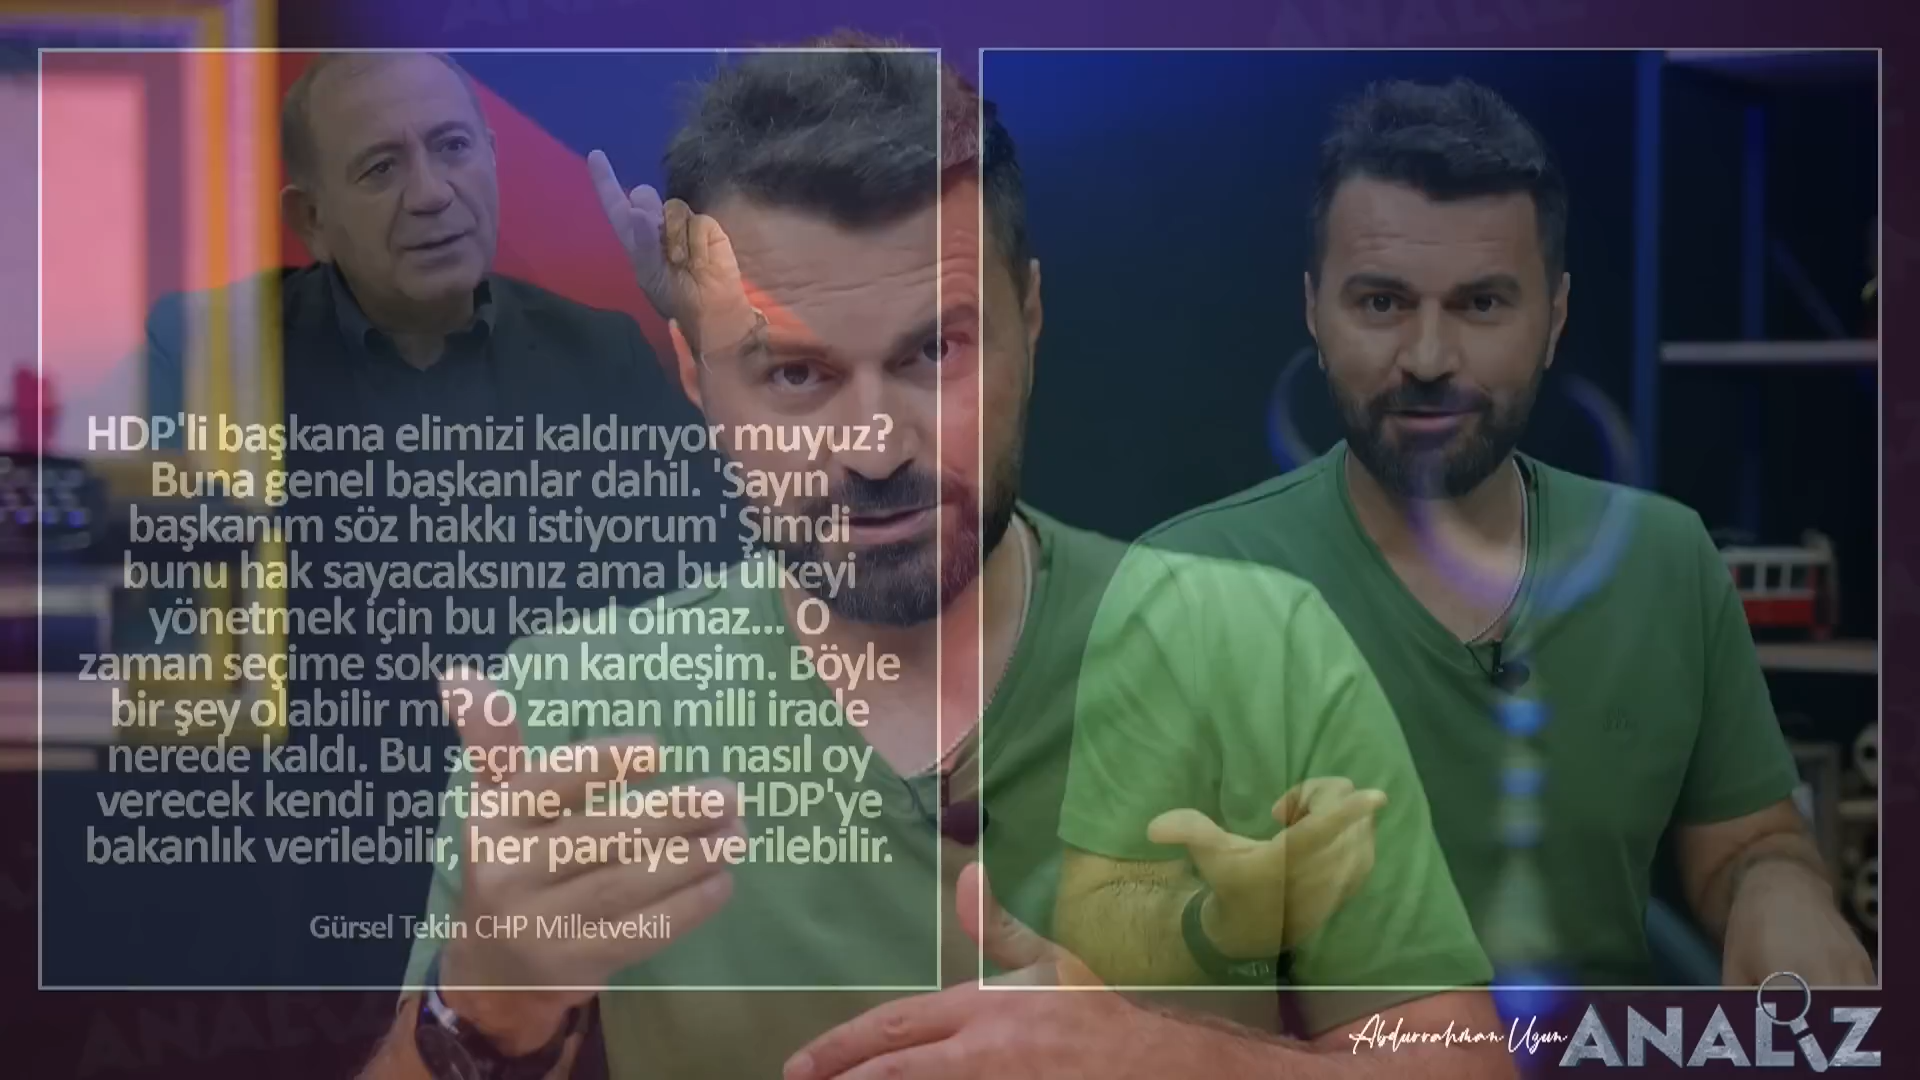 HDP'li başkana elimizi kaldırıyor muyuz?
Buna genel başkanlar dahil. 'Sayın
başkanım söz hakkı istiyorum' Şimdi
bunu hak sayacaksınız ama bu ülkeyi
yönetmek için bu kabul olmaz... O
zaman seçime sokmayın kardeşim. Böyle
bir şey olabilir mi? O zaman milli irade
nerede kaldı. Bu seçmen yarın nasıl oy
verecek kendi partisine. Elbette HDP'ye
bakanlık verilebilir, her partiye verilebilir.
Gürsel Tekin CHP Milletvekili
Abdurrahman Uzun ANALİZ